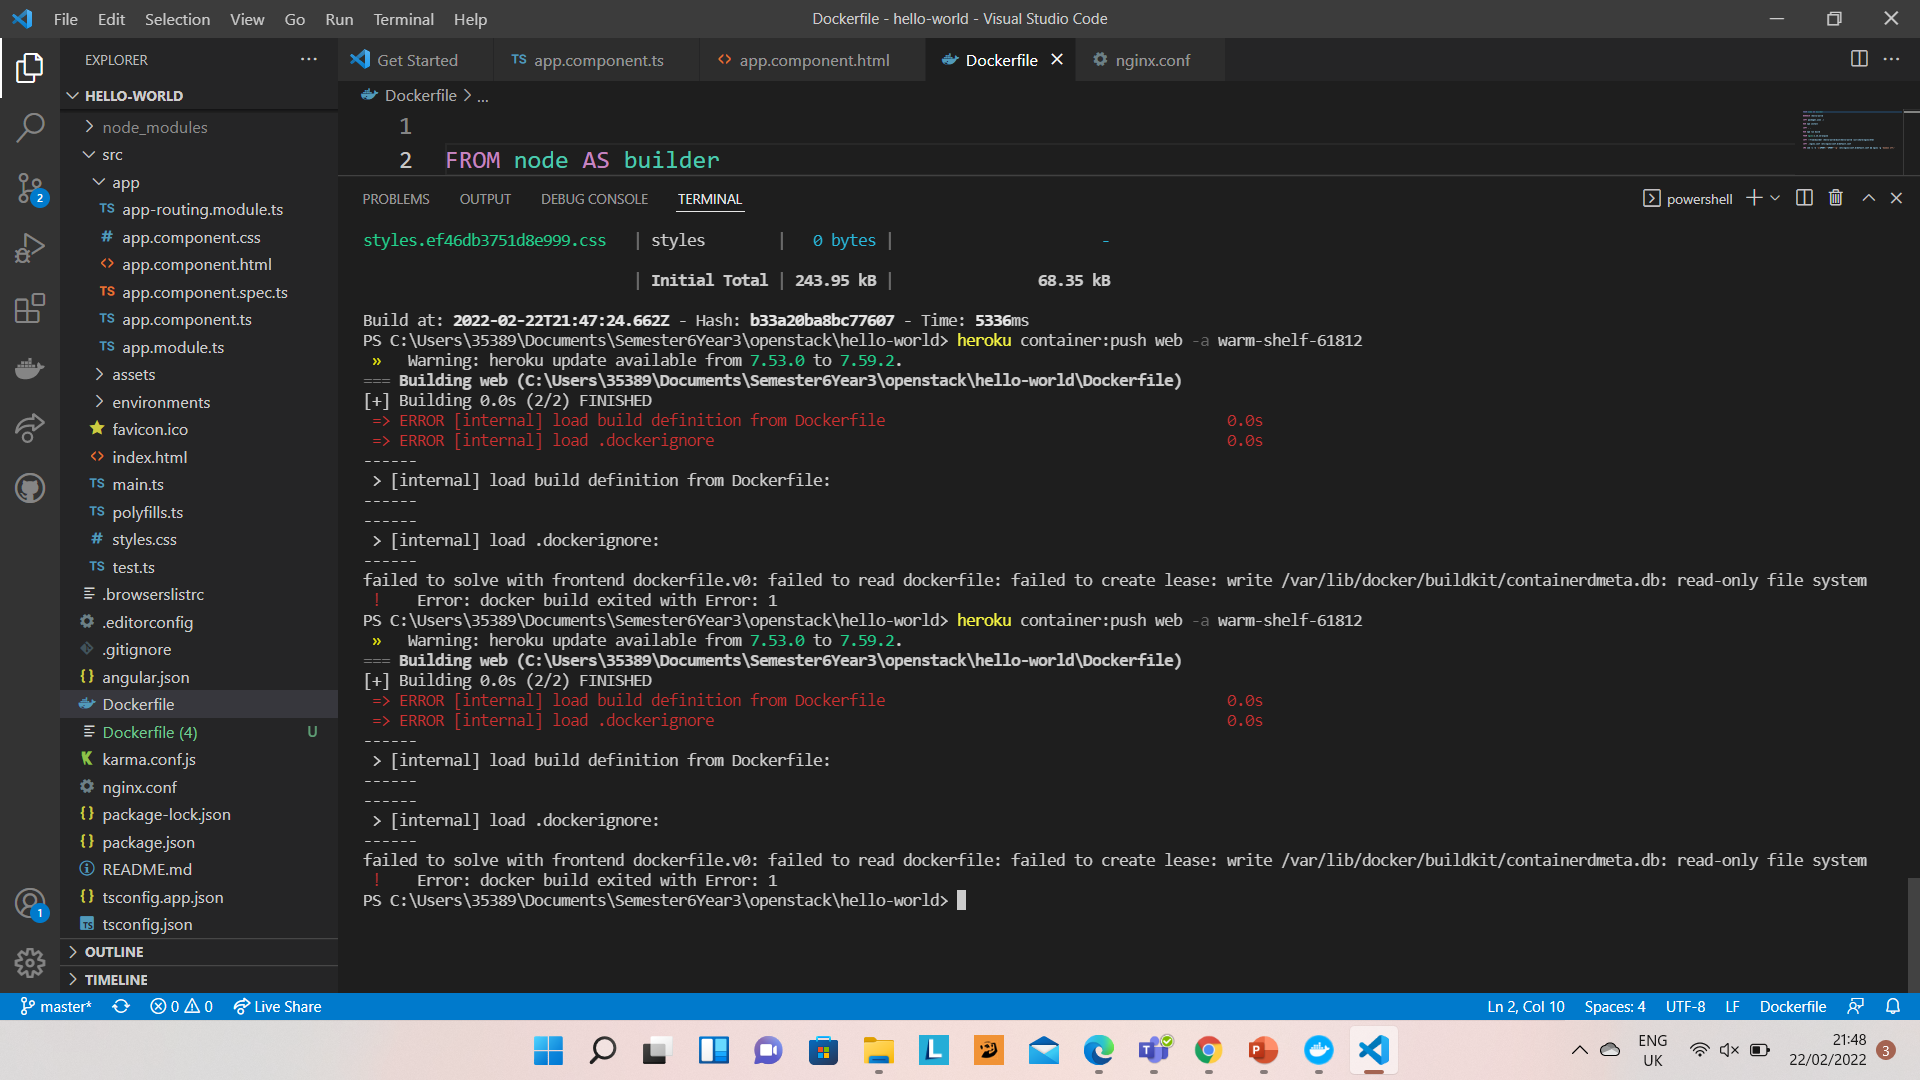 File Edit Selection View Go Run Terminal Help
Dockerfile - hello-world - Visual Studio Code
EXPLORER
Get Started
TS app.component.ts
<> app.component.html
Dockerfile
nginx.conf
HELLO-WORLD
Dockerfile > ...
node_modules
src
app
TS app-routing.module.ts
# app.component.css
<> app.component.html
TS app.component.spec.ts
TS app.component.ts
TS app.module.ts
assets
environments
favicon.ico
<> index.html
TS main.ts
TS polyfills.ts
# styles.css
TS test.ts
.browserslistrc
.editorconfig
.gitignore
{} angular.json
Dockerfile
Dockerfile (4) U
karma.conf.js
nginx.conf
{} package-lock.json
{} package.json
README.md
{} tsconfig.app.json
TS tsconfig.json
OUTLINE
TIMELINE
2
1
1
2 FROM node AS builder
PROBLEMS OUTPUT DEBUG CONSOLE TERMINAL
powershell
styles.ef46db3751d8e999.css | styles | 0 bytes | -
| Initial Total | 243.95 kB | 68.35 kB
Build at: 2022-02-22T21:47:24.662Z - Hash: b33a20ba8bc77607 - Time: 5336ms
PS C:\Users\35389\Documents\Semester6Year3\openstack\hello-world> heroku container:push web -a warm-shelf-61812
» Warning: heroku update available from 7.53.0 to 7.59.2.
=== Building web (C:\Users\35389\Documents\Semester6Year3\openstack\hello-world\Dockerfile)
[+] Building 0.0s (2/2) FINISHED
=> ERROR [internal] load build definition from Dockerfile 0.0s
=> ERROR [internal] load .dockerignore 0.0s
------
> [internal] load build definition from Dockerfile:
------
------
> [internal] load .dockerignore:
------
failed to solve with frontend dockerfile.v0: failed to read dockerfile: failed to create lease: write /var/lib/docker/buildkit/containerdmeta.db: read-only file system
! Error: docker build exited with Error: 1
PS C:\Users\35389\Documents\Semester6Year3\openstack\hello-world> heroku container:push web -a warm-shelf-61812
» Warning: heroku update available from 7.53.0 to 7.59.2.
=== Building web (C:\Users\35389\Documents\Semester6Year3\openstack\hello-world\Dockerfile)
[+] Building 0.0s (2/2) FINISHED
=> ERROR [internal] load build definition from Dockerfile 0.0s
=> ERROR [internal] load .dockerignore 0.0s
------
> [internal] load build definition from Dockerfile:
------
------
> [internal] load .dockerignore:
------
failed to solve with frontend dockerfile.v0: failed to read dockerfile: failed to create lease: write /var/lib/docker/buildkit/containerdmeta.db: read-only file system
! Error: docker build exited with Error: 1
PS C:\Users\35389\Documents\Semester6Year3\openstack\hello-world>
master* 0 0 Live Share
Ln 2, Col 10 Spaces: 4 UTF-8 LF Dockerfile
ENG
UK
21:48
22/02/2022
3